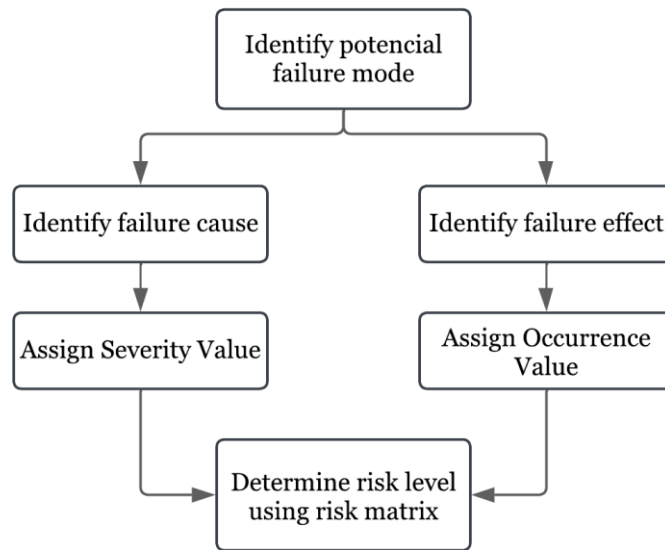 Identify potencial
failure mode
Identify failure cause
Identify failure effect
Assign Severity Value
Assign Occurrence
Value
Determine risk level
using risk matrix